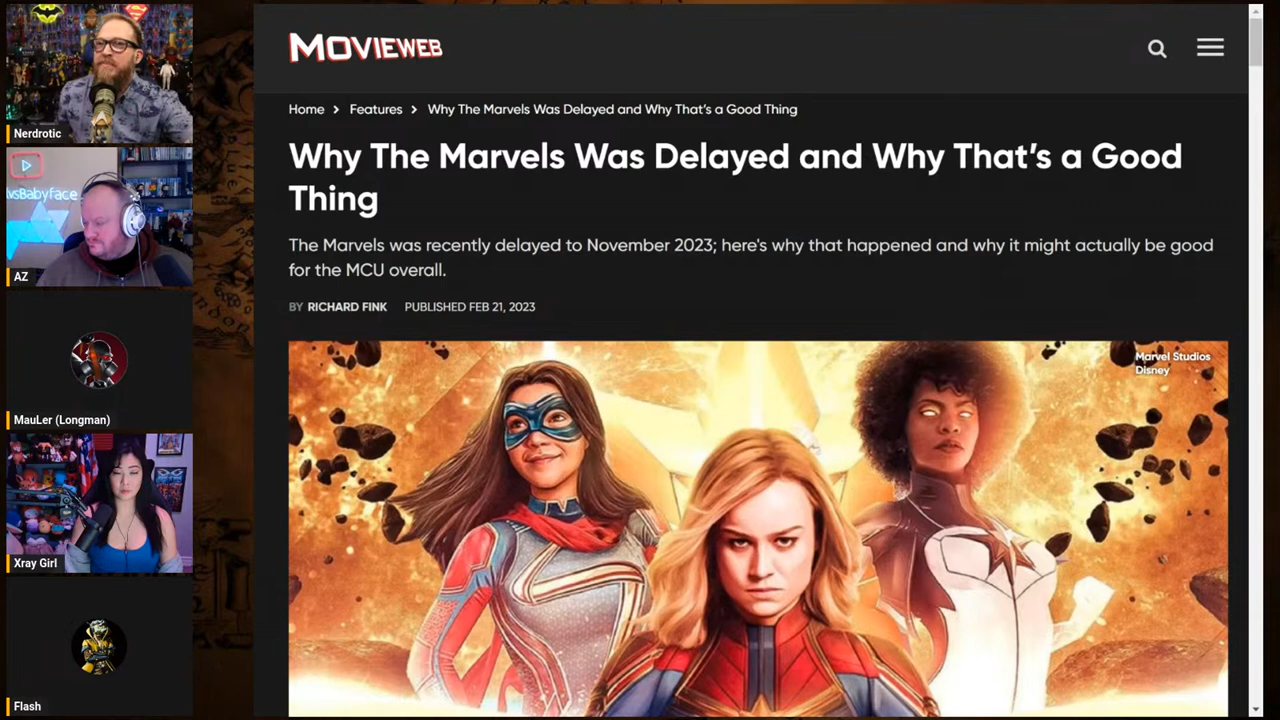 Nerdrotic
vsBabyface
AZ
MauLer (Longman)
Xray Girl
Flash
MOVIEWEB
Home > Features > Why The Marvels Was Delayed and Why That's a Good Thing
Why The Marvels Was Delayed and Why That's a Good
Thing
The Marvels was recently delayed to November 2023; here's why that happened and why it might actually be good
for the MCU overall.
BY RICHARD FINK PUBLISHED FEB 21, 2023
Marvel Studios
Disney